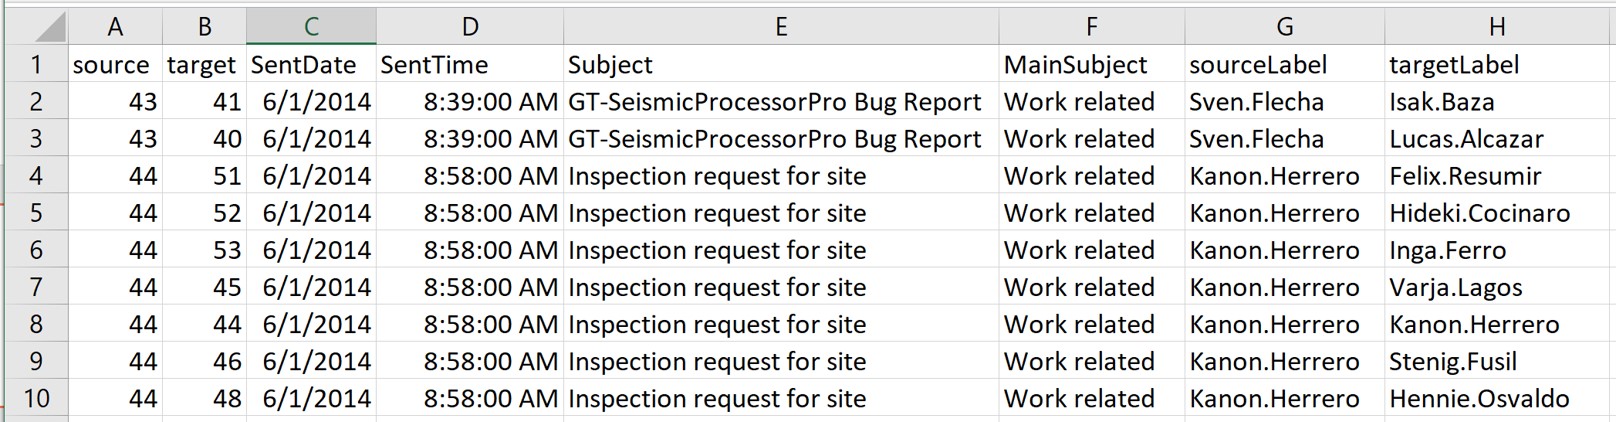 A B C D E F G H
1 source target SentDate SentTime Subject MainSubject sourceLabel targetLabel
2 43 41 6/1/2014 8:39:00 AM GT-SeismicProcessorPro Bug Report Work related Sven.Flecha Isak.Baza
3 43 40 6/1/2014 8:39:00 AM GT-SeismicProcessorPro Bug Report Work related Sven.Flecha Lucas.Alcazar
4 44 51 6/1/2014 8:58:00 AM Inspection request for site Work related Kanon.Herrero Felix.Resumir
5 44 52 6/1/2014 8:58:00 AM Inspection request for site Work related Kanon.Herrero Hideki.Cocinaro
6 44 53 6/1/2014 8:58:00 AM Inspection request for site Work related Kanon.Herrero Inga.Ferro
7 44 45 6/1/2014 8:58:00 AM Inspection request for site Work related Kanon.Herrero Varja.Lagos
8 44 44 6/1/2014 8:58:00 AM Inspection request for site Work related Kanon.Herrero Kanon.Herrero
9 44 46 6/1/2014 8:58:00 AM Inspection request for site Work related Kanon.Herrero Stenig.Fusil
10 44 48 6/1/2014 8:58:00 AM Inspection request for site Work related Kanon.Herrero Hennie.Osvaldo